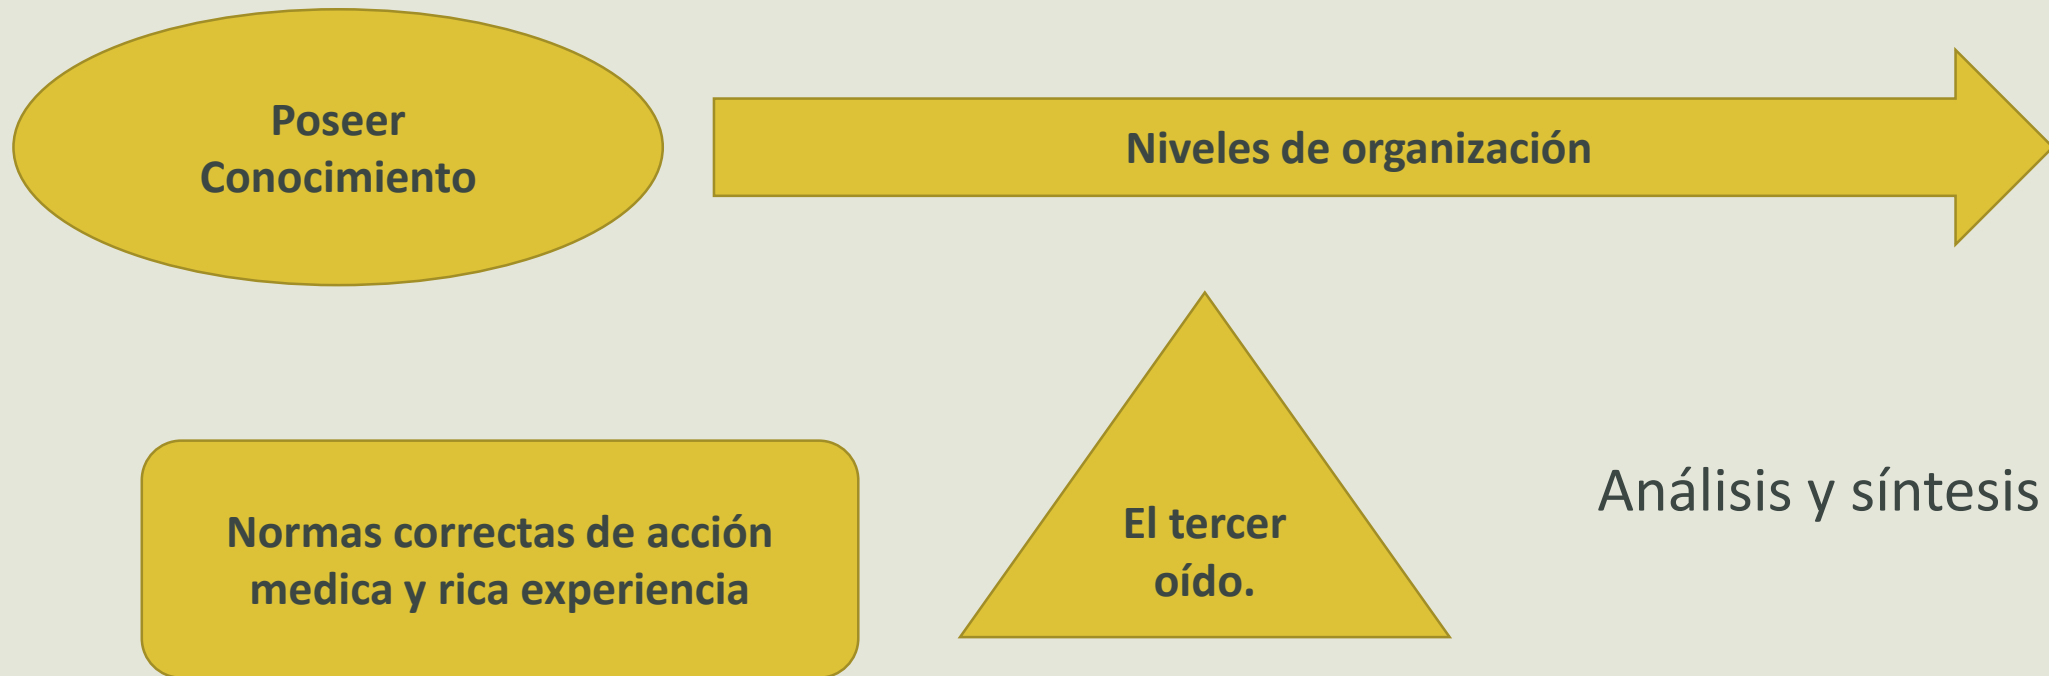 Poseer
Conocimiento
Niveles de organización
Normas correctas de acción
medica y rica experiencia
El tercer
oído.
Análisis y síntesis